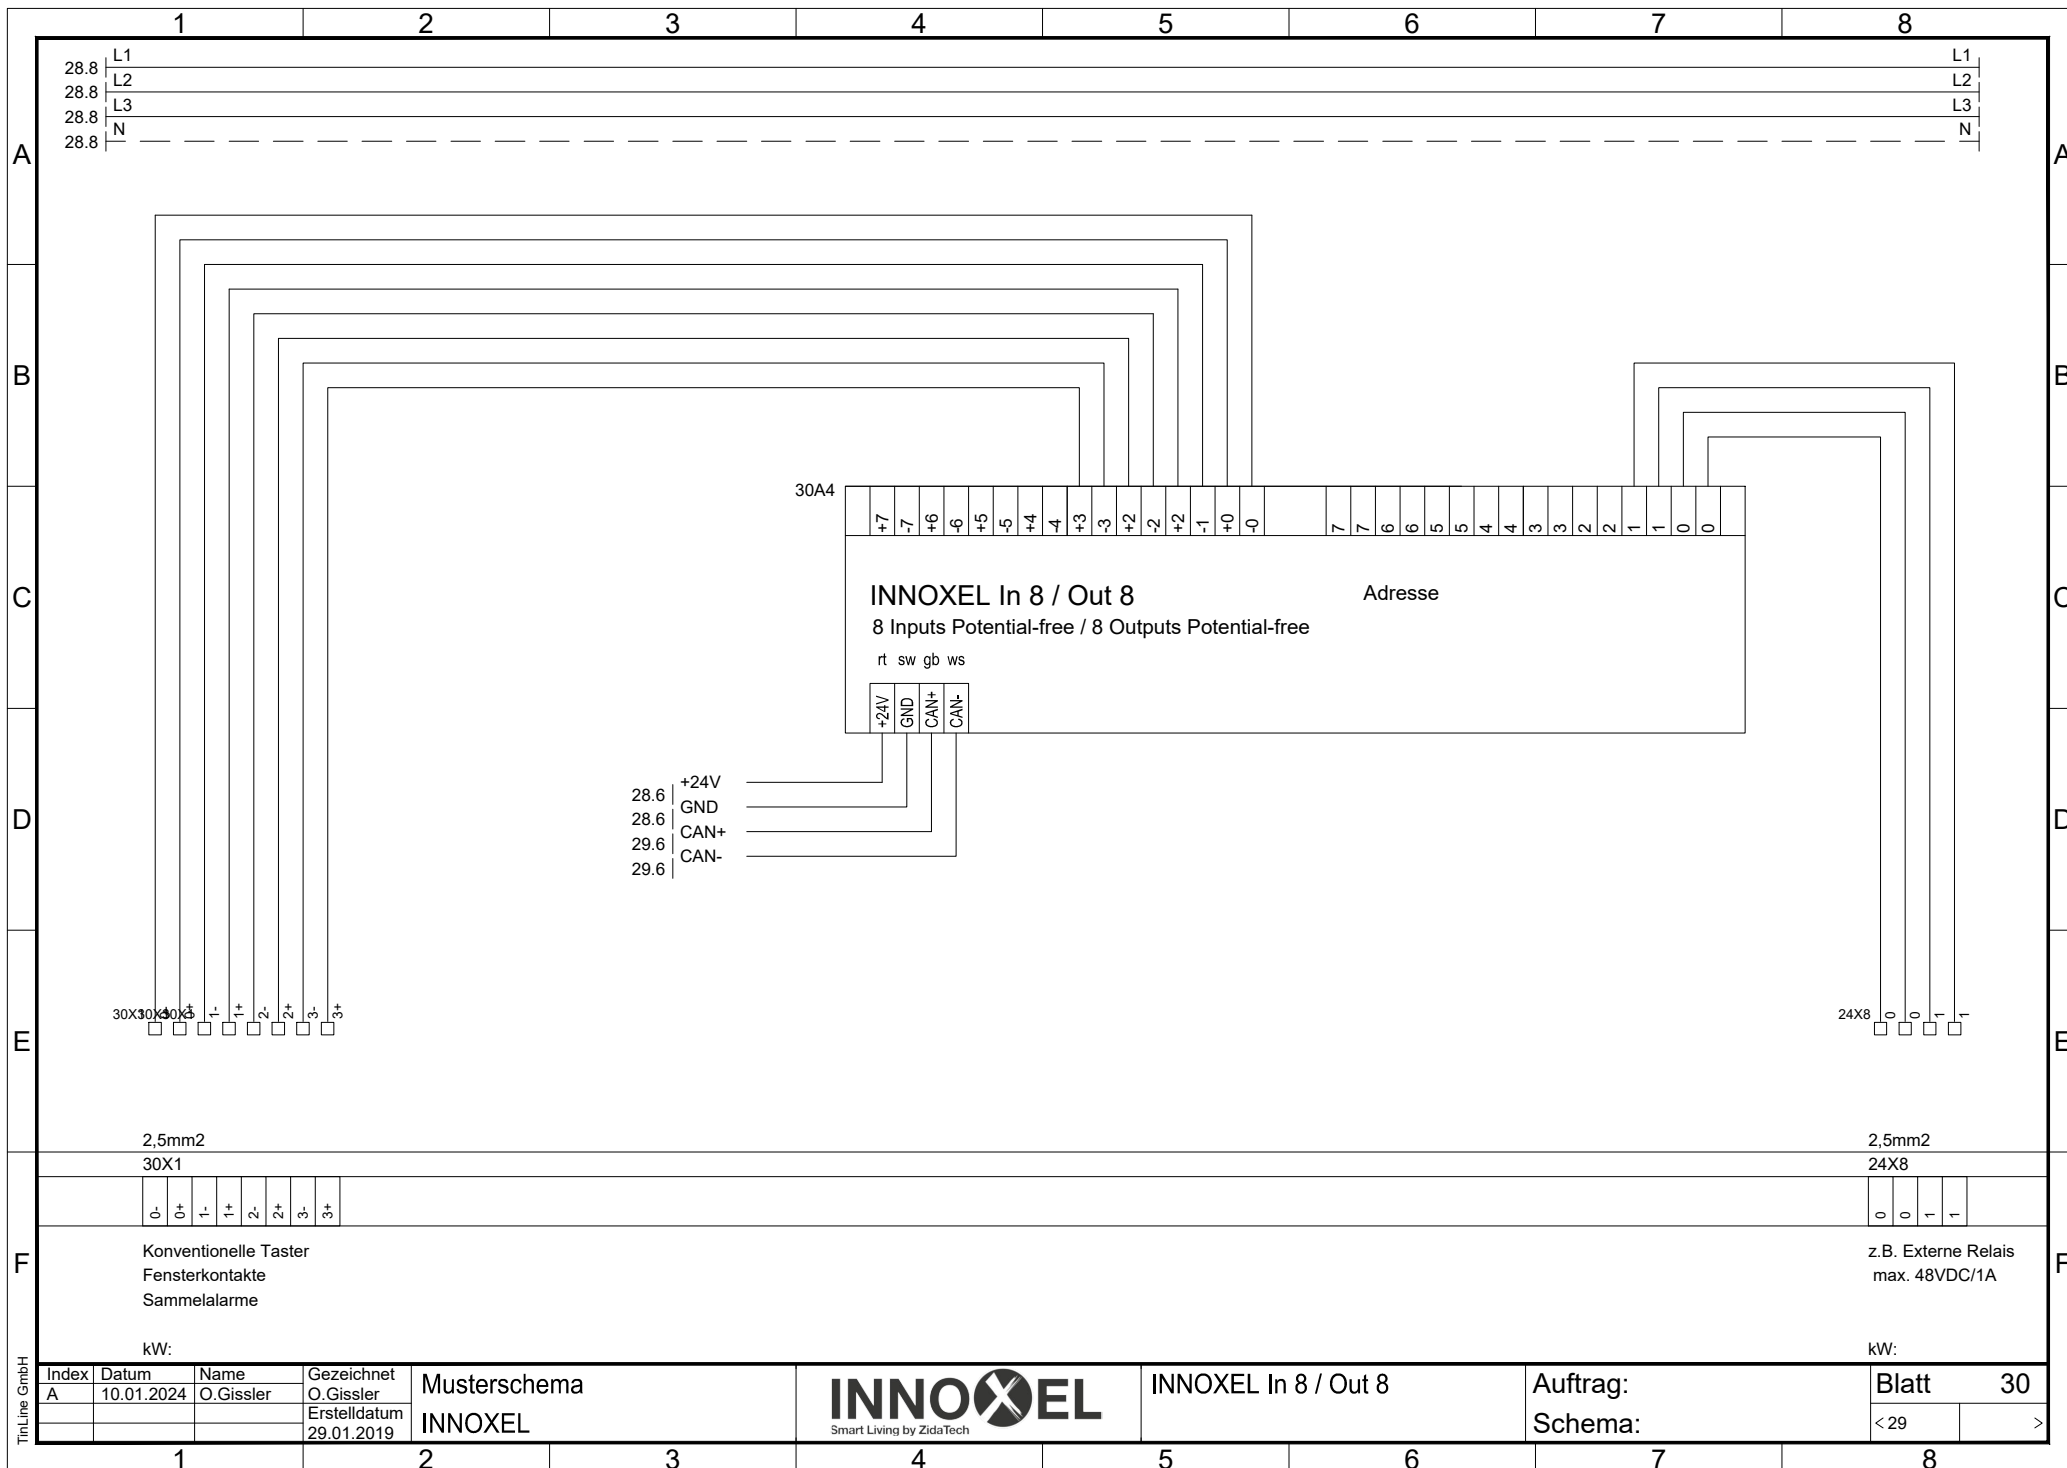 1 2 3 4 5 6 7 8
28.8 L1 L1
28.8 L2 L2
28.8 L3 L3
28.8 N N
A A
B B
C C
D D
E E
F F
30A4
+7 -7 +6 -6 +5 -5 +4 -4 +3 -3 +2 -2 +2 -1 +0 -0
7 7 6 6 5 5 4 4 3 3 2 2 1 1 0 0
INNOXEL In 8 / Out 8 Adresse
8 Inputs Potential-free / 8 Outputs Potential-free
rt sw gb ws
+24V GND CAN+ CAN-
28.6 +24V
28.6 GND
29.6 CAN+
29.6 CAN-
1- 1+ 2- 2+ 3- 3+
24X8 0 0 1 1
2,5mm2 2,5mm2
30X1 24X8
0- 0+ 1- 1+ 2- 2+ 3- 3+ 0 0 1 1
Konventionelle Taster
Fensterkontakte
Sammelalarme
z.B. Externe Relais
max. 48VDC/1A
kW: kW:
TinLine GmbH
Index Datum Name Gezeichnet
A 10.01.2024 O.Gissler O.Gissler
Erstelldatum
29.01.2019
Musterschema
INNOXEL
INNOXEL
Smart Living by ZidaTech
INNOXEL In 8 / Out 8
Auftrag:
Schema:
Blatt 30
< 29 >
1 2 3 4 5 6 7 8